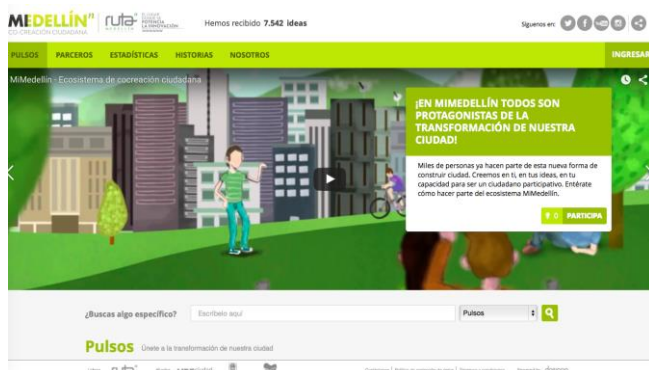 MEDELLÍN
CO-CREACIÓN CIUDADANA
ruta
MEDELLÍN
Hemos recibido 7.542 ideas
Síguenos en:
PULSOS PARCEROS ESTADÍSTICAS HISTORIAS NOSOTROS INGRESAR
MiMedellín - Ecosistema de cocreación ciudadana
¡EN MIMEDELLÍN TODOS SON
PROTAGONISTAS DE LA
TRANSFORMACIÓN DE NUESTRA
CIUDAD!
Miles de personas ya hacen parte de esta nueva forma de
construir ciudad. Creemos en ti, en tus ideas, en tu
capacidad para ser un ciudadano participativo. Entérate
cómo hacer parte del ecosistema MiMedellín.
0 PARTICIPA
¿Buscas algo específico? Escríbelo aquí Pulsos
Pulsos Únete a la transformación de nuestra ciudad